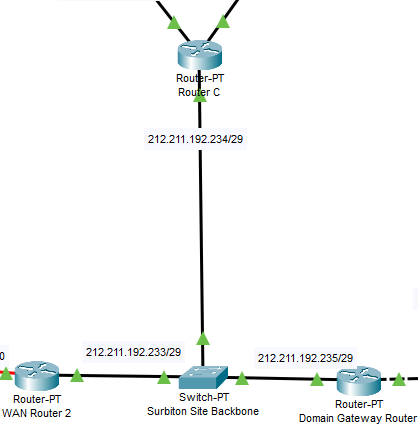 Router-PT
Router C
212.211.192.234/29
212.211.192.233/29
212.211.192.235/29
0
Router-PT
WAN Router 2
Switch-PT
Surbiton Site Backbone
Router-PT
Domain Gateway Router